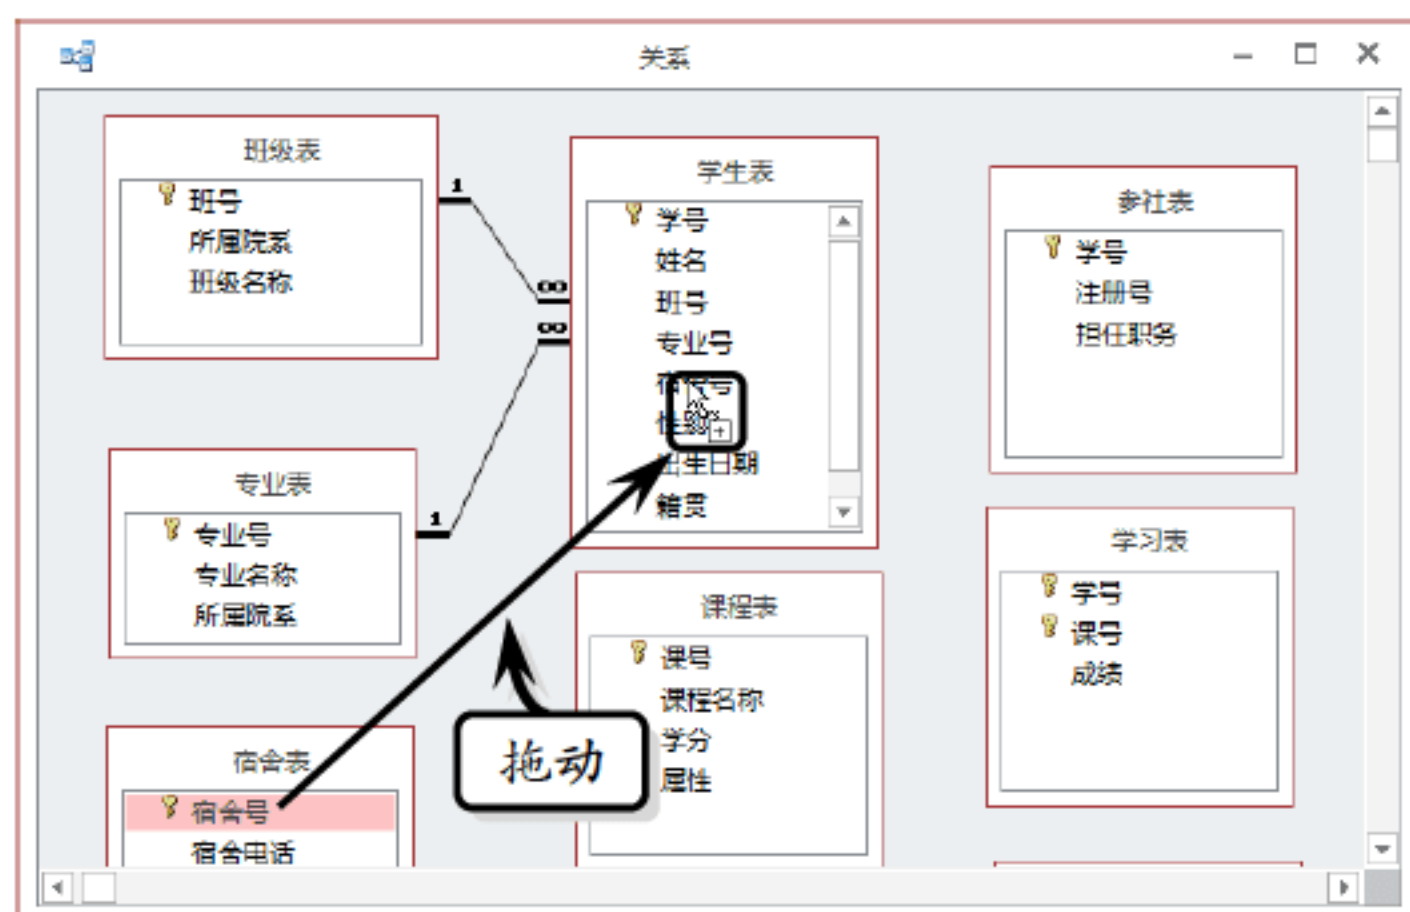 关系
班级表
班号
所属院系
班级名称
1
∞
学生表
学号
姓名
班号
专业号
宿舍号
性别
出生日期
籍贯
参社表
学号
注册号
担任职务
∞
1
专业表
专业号
专业名称
所属院系
课程表
课号
课程名称
学分
属性
学习表
学号
课号
成绩
拖动
宿舍表
宿舍号
宿舍电话